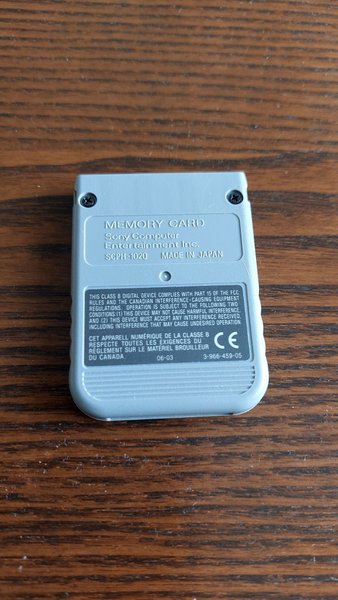 MEMORY CARD
Sony Computer
Entertainment Inc.
SCPH-1020 MADE IN JAPAN
THIS CLASS B DIGITAL DEVICE COMPLIES WITH PART 15 OF THE FCC
RULES AND THE CANADIAN INTERFERENCE-CAUSING EQUIPMENT
REGULATIONS. OPERATION IS SUBJECT TO THE FOLLOWING TWO
CONDITIONS:(1) THIS DEVICE MAY NOT CAUSE HARMFUL INTERFERENCE,
AND (2) THIS DEVICE MUST ACCEPT ANY INTERFERENCE RECEIVED,
INCLUDING INTERFERENCE THAT MAY CAUSE UNDESIRED OPERATION.
CET APPAREIL NUMÉRIQUE DE LA CLASSE B
RESPECTE TOUTES LES EXIGENCES DU
RÈGLEMENT SUR LE MATÉRIEL BROUILLEUR
DU CANADA. CE
06-03 3-966-459-05